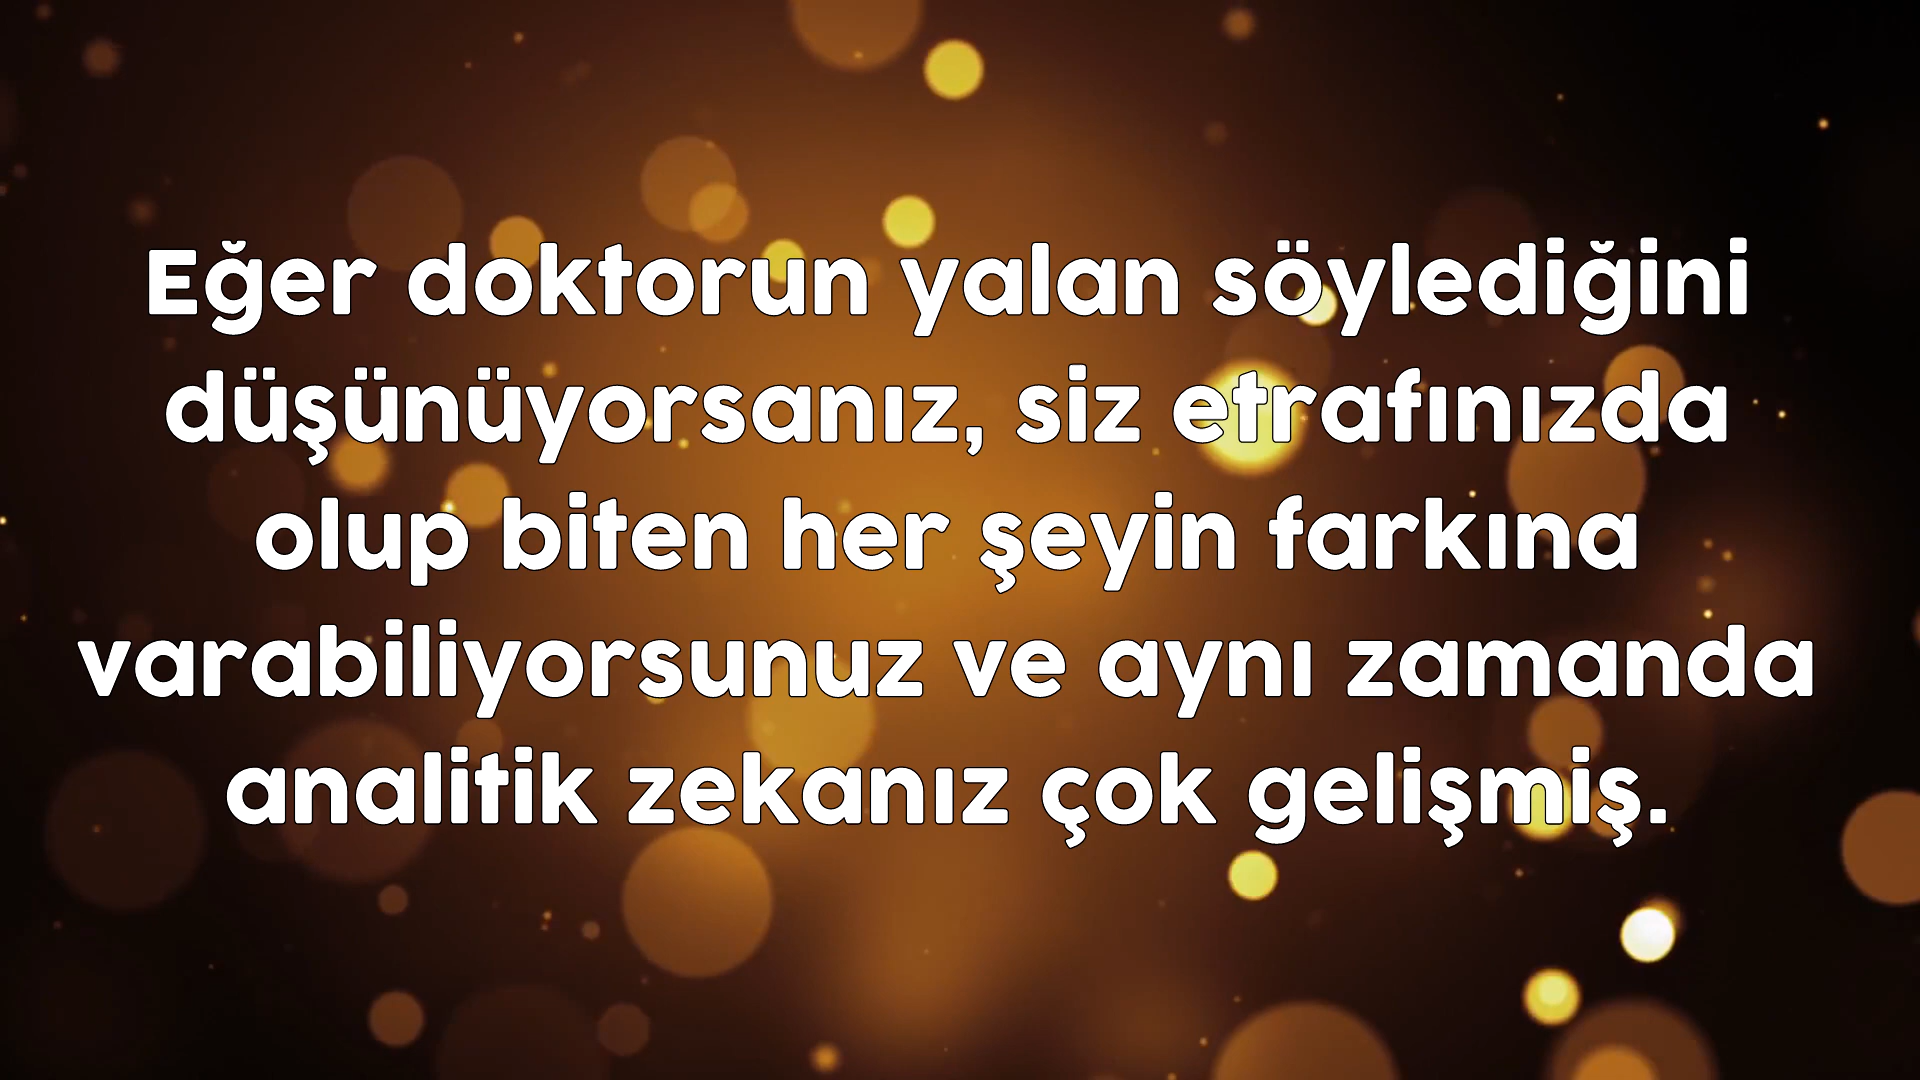 Eğer doktorun yalan söylediğini
düşünüyorsanız, siz etrafınızda
olup biten her şeyin farkına
varabiliyorsunuz ve aynı zamanda
analitik zekanız çok gelişmiş.